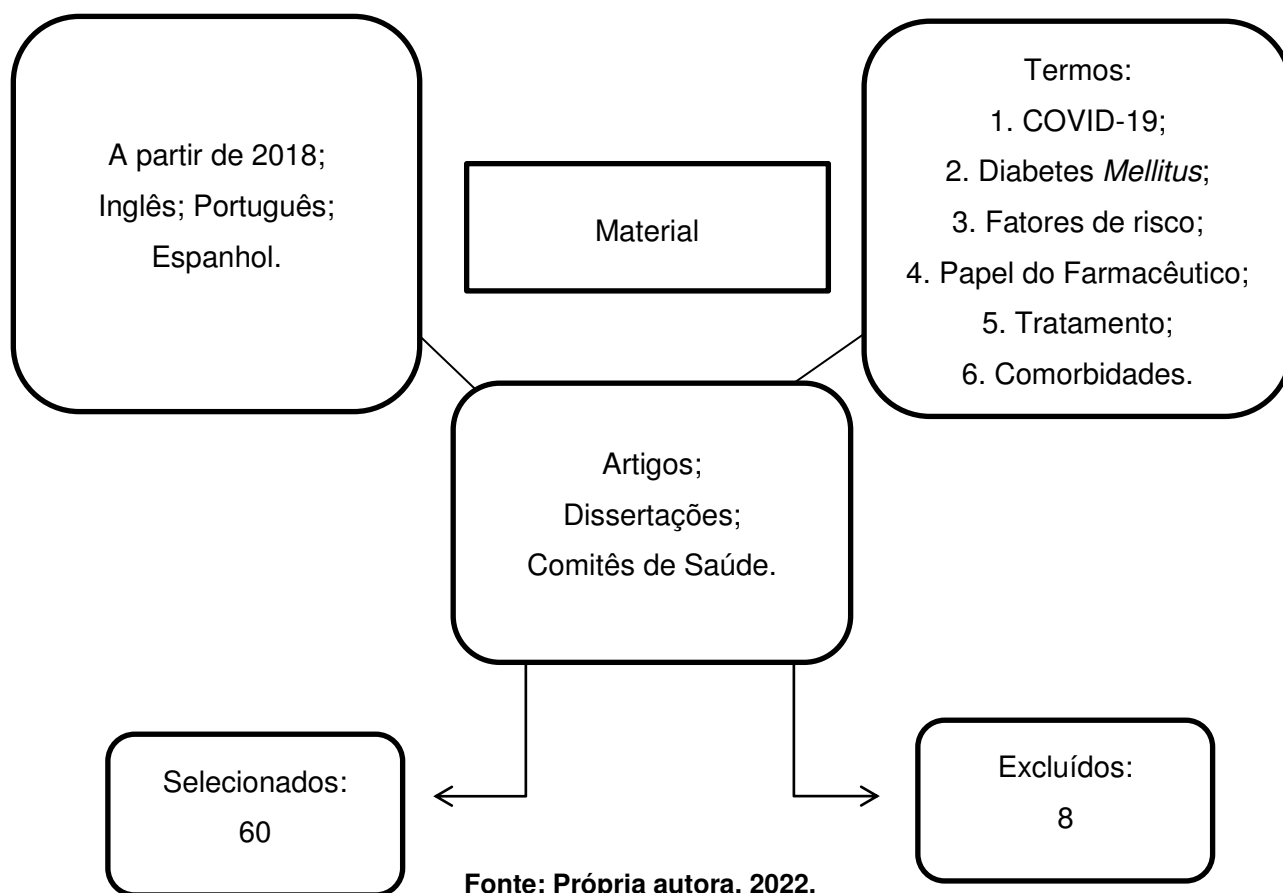 A partir de 2018;
Inglês; Português;
Espanhol.
Material
Termos:
1. COVID-19;
2. Diabetes Mellitus;
3. Fatores de risco;
4. Papel do Farmacêutico;
5. Tratamento;
6. Comorbidades.
Artigos;
Dissertações;
Comitês de Saúde.
Selecionados:
60
Excluídos:
8
Fonte: Própria autora, 2022.